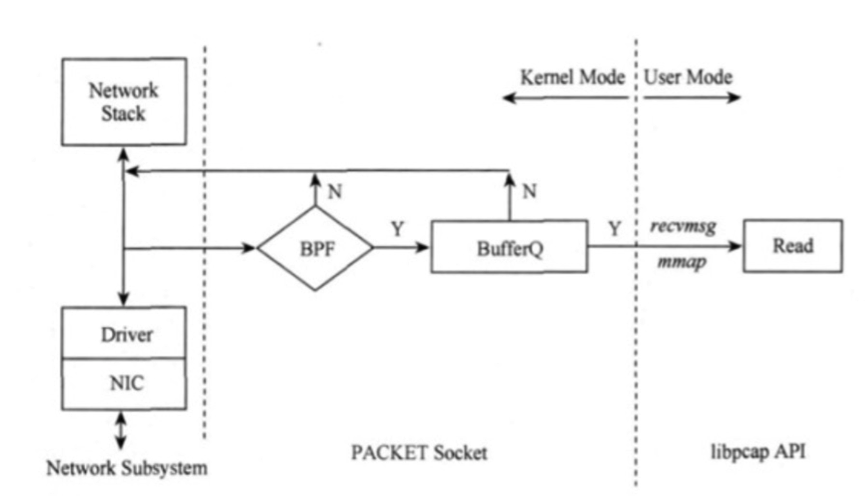 Kernel Mode
User Mode
Network
Stack
N
N
BPF
Y
BufferQ
Y
recvmsg
mmap
Read
Driver
NIC
Network Subsystem
PACKET Socket
libpcap API